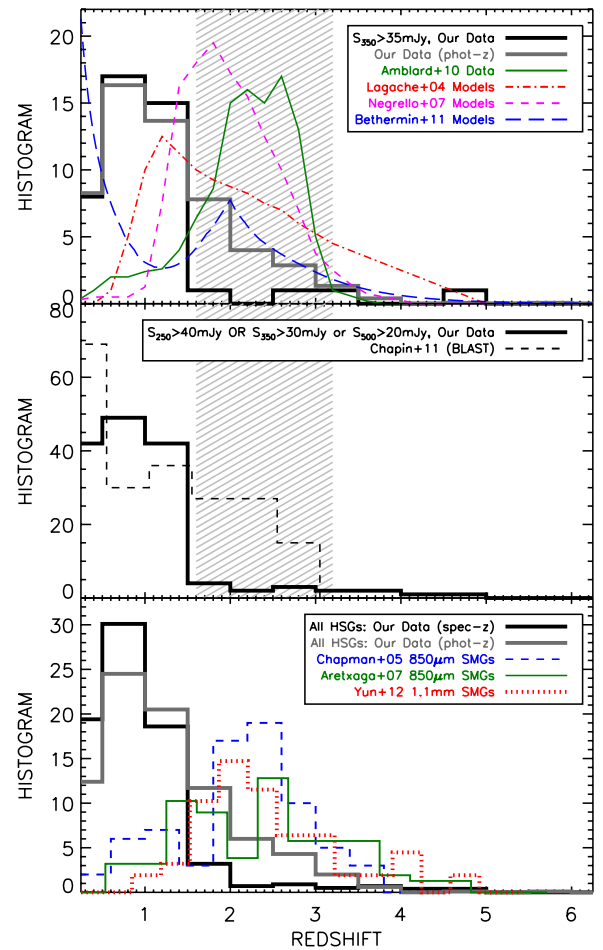 S350>35mJy, Our Data
Our Data (phot-z)
Amblard+10 Data
Lagache+04 Models
Negrello+07 Models
Bethermin+11 Models
20
15
10
5
0
HISTOGRAM
S250>40mJy OR S350>30mJy or S500>20mJy, Our Data
Chapin+11 (BLAST)
80
60
40
20
0
HISTOGRAM
All HSGs: Our Data (spec-z)
All HSGs: Our Data (phot-z)
Chapman+05 850μm SMGs
Aretxaga+07 850μm SMGs
Yun+12 1.1mm SMGs
30
25
20
15
10
5
0
HISTOGRAM
1 2 3 4 5 6
REDSHIFT